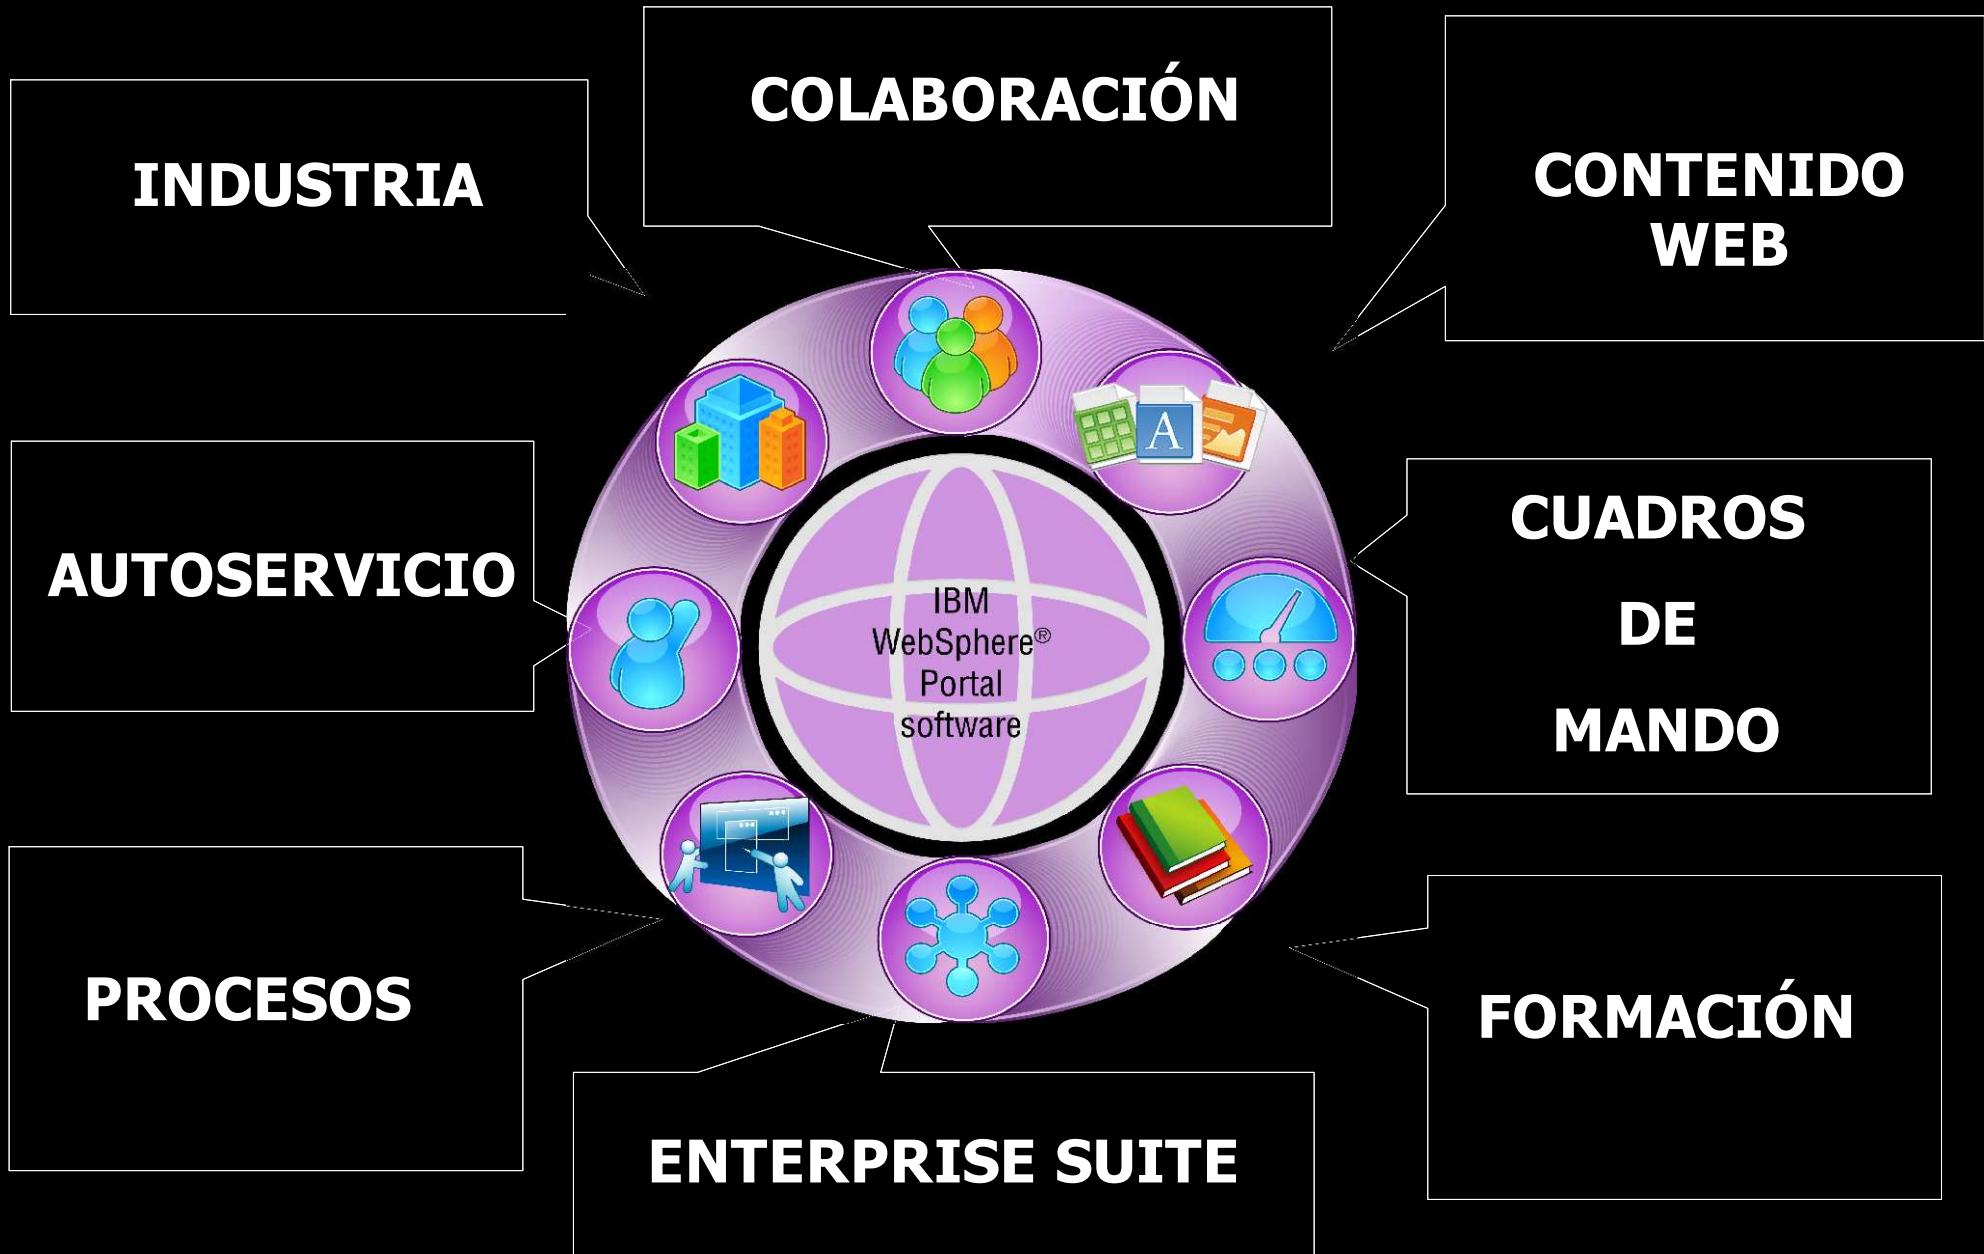 COLABORACIÓN
INDUSTRIA
CONTENIDO
WEB
AUTOSERVICIO
CUADROS
DE
MANDO
A
IBM
WebSphere®
Portal
software
PROCESOS
FORMACIÓN
ENTERPRISE SUITE